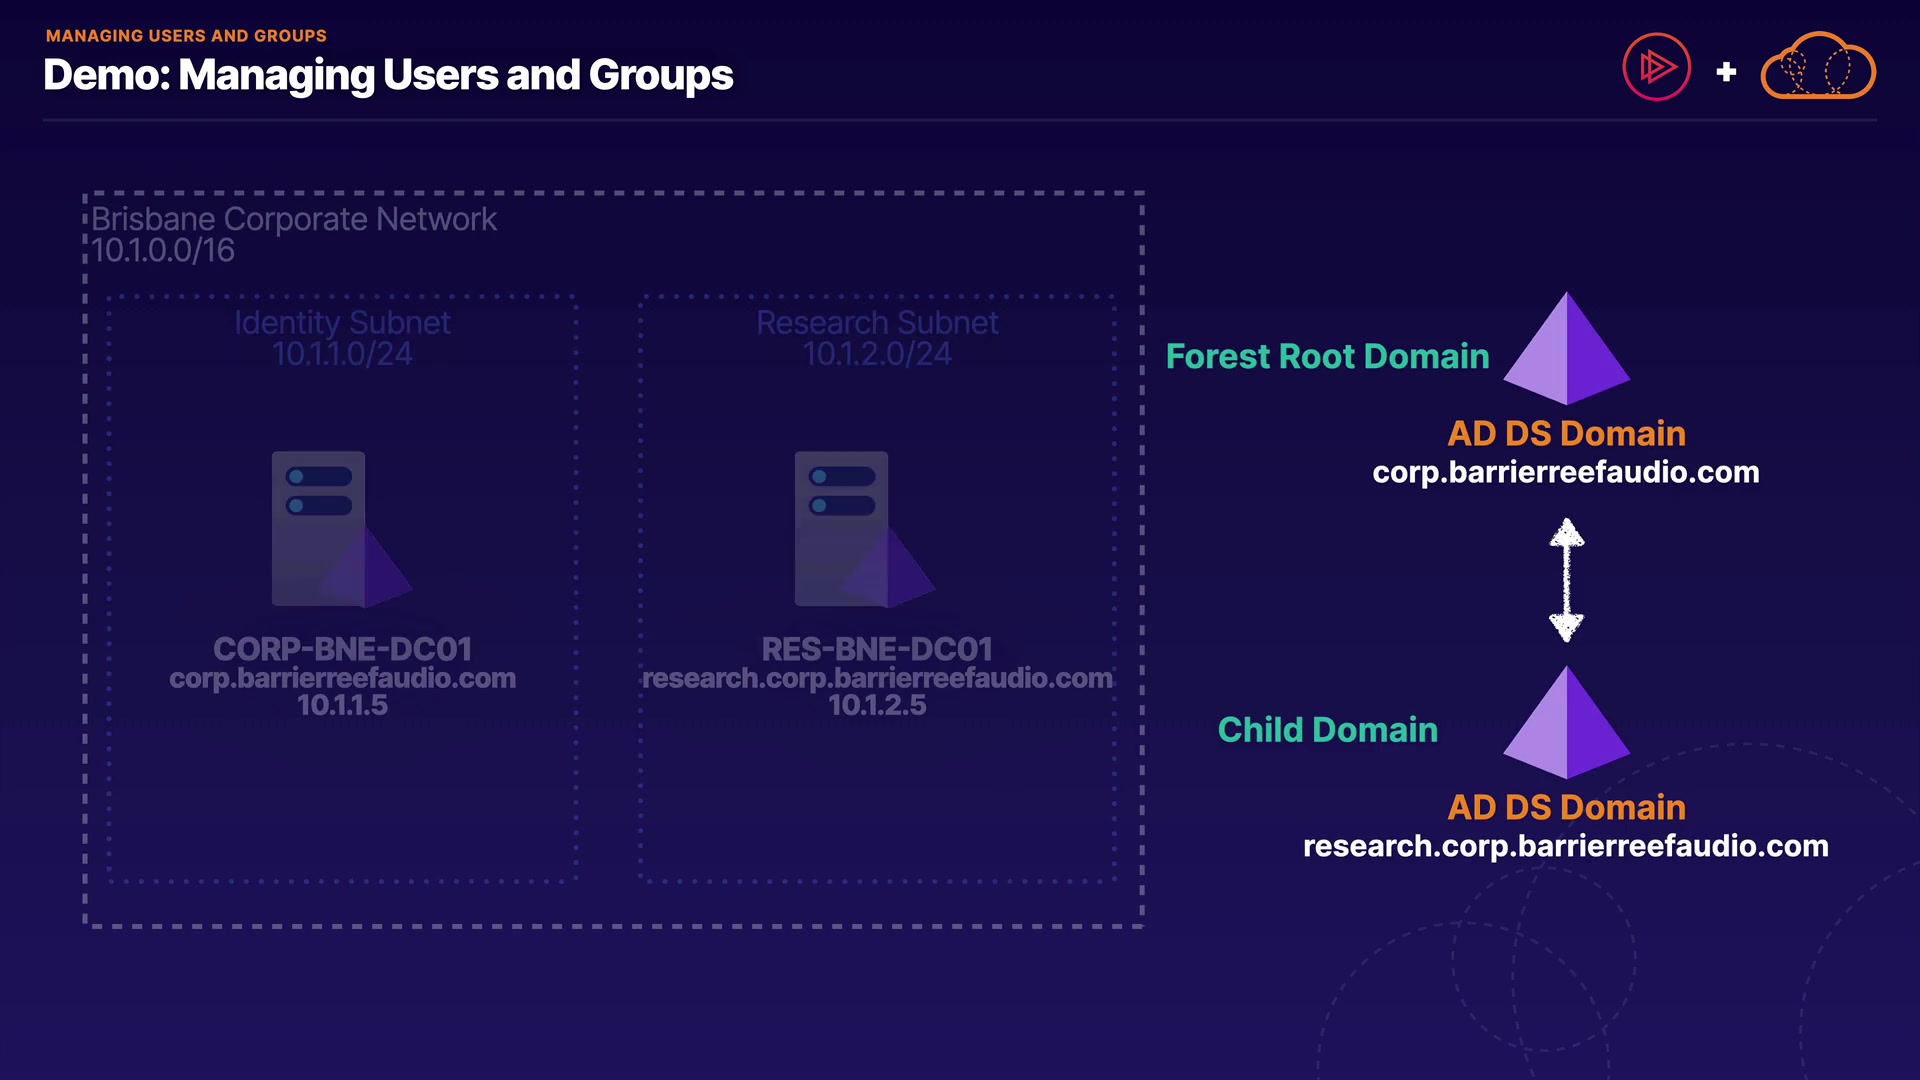 MANAGING USERS AND GROUPS
Demo: Managing Users and Groups
Brisbane Corporate Network
10.1.0.0/16
Identity Subnet
10.1.1.0/24
Research Subnet
10.1.2.0/24
CORP-BNE-DC01
corp.barrierreefaudio.com
10.1.1.5
RES-BNE-DC01
research.corp.barrierreefaudio.com
10.1.2.5
Forest Root Domain
AD DS Domain
corp.barrierreefaudio.com
Child Domain
AD DS Domain
research.corp.barrierreefaudio.com